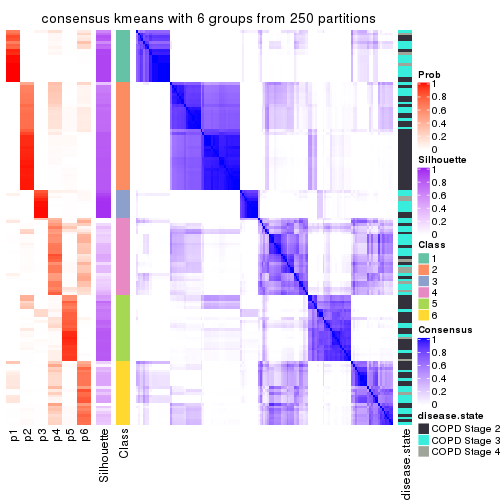 consensus kmeans with 6 groups from 250 partitions
Prob
1
0.8
0.6
0.4
0.2
0
Silhouette
1
0.8
0.6
0.4
0.2
0
Class
1
2
3
4
5
6
Consensus
1
0.8
0.6
0.4
0.2
0
disease.state
COPD Stage 2
COPD Stage 3
COPD Stage 4
p1
p2
p3
p4
p5
p6
Silhouette
Class
disease.state